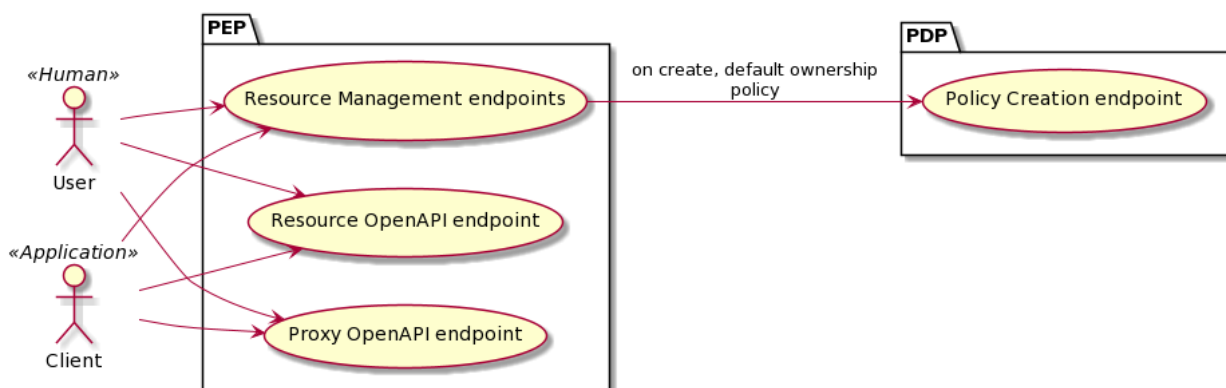 PEP
PDP
«Human»
User
«Application»
Client
Resource Management endpoints
on create, default ownership
policy
Policy Creation endpoint
Resource OpenAPI endpoint
Proxy OpenAPI endpoint